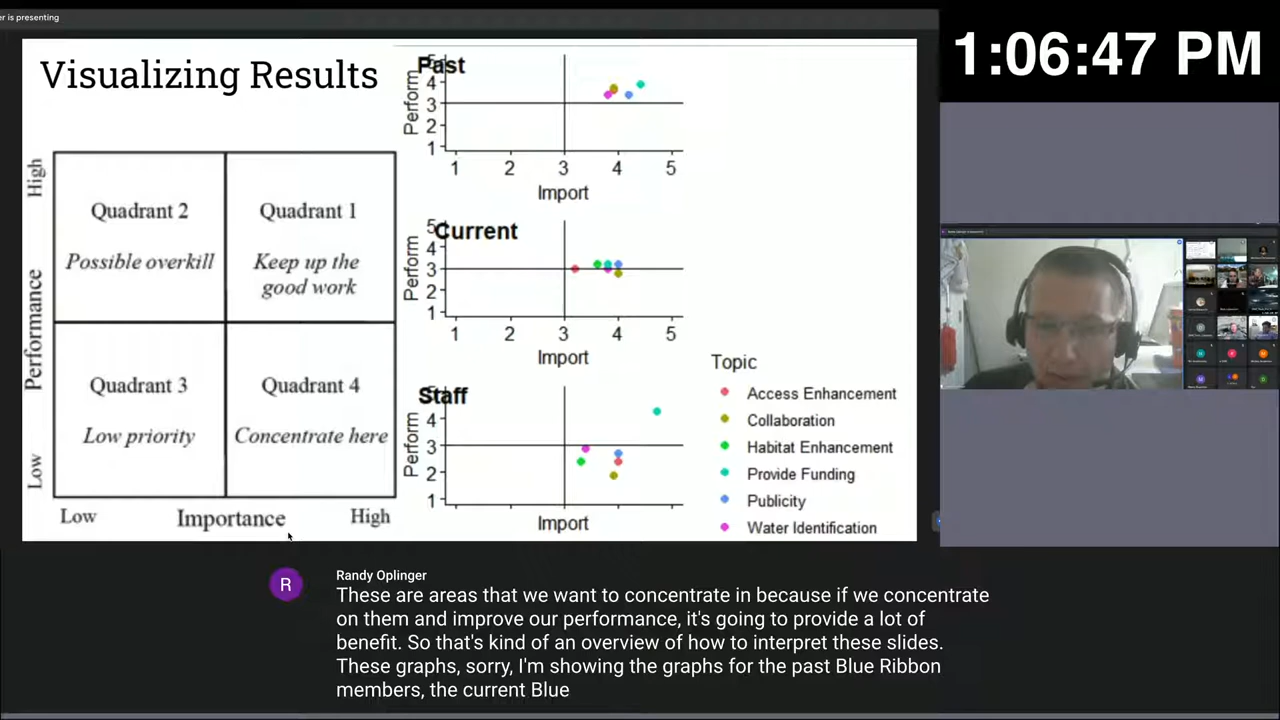 er is presenting
1:06:47 PM
Visualizing Results
High
Performance
Low
Quadrant 2
Possible overkill
Quadrant 1
Keep up the
good work
Quadrant 3
Low priority
Quadrant 4
Concentrate here
Low
Importance
High
Past
Perform
5
4
3
2
1
1 2 3 4 5
Import
Current
Perform
5
4
3
2
1
1 2 3 4 5
Import
Staff
Perform
4
3
2
1
Import
Topic
Access Enhancement
Collaboration
Habitat Enhancement
Provide Funding
Publicity
Water Identification
R
Randy Oplinger
These are areas that we want to concentrate in because if we concentrate
on them and improve our performance, it's going to provide a lot of
benefit. So that's kind of an overview of how to interpret these slides.
These graphs, sorry, I'm showing the graphs for the past Blue Ribbon
members, the current Blue